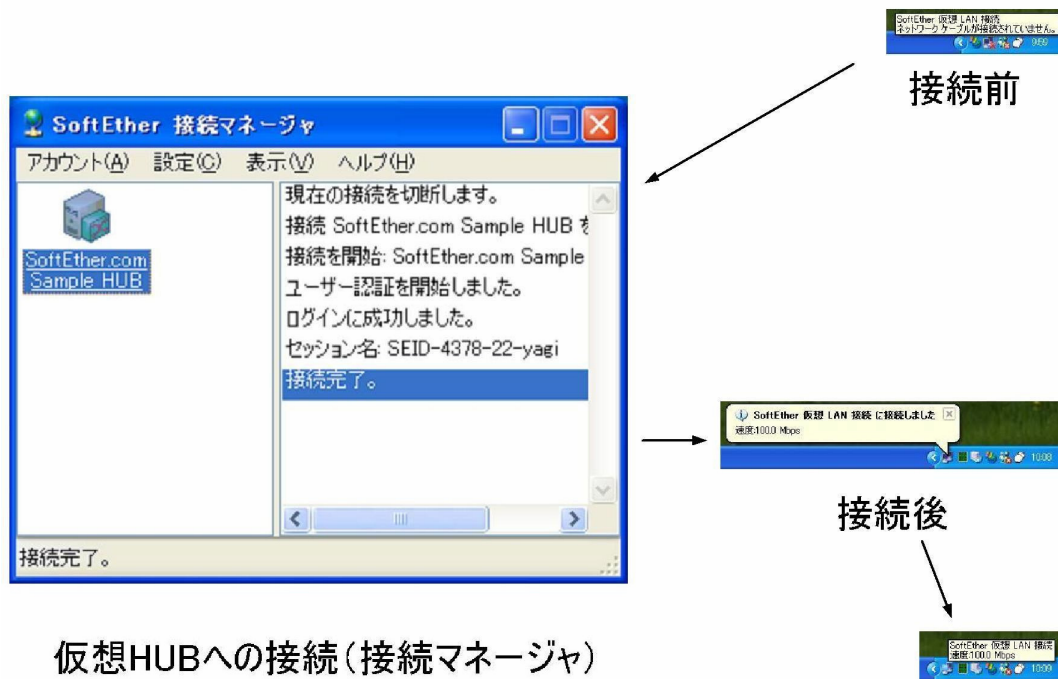 SoftEther 仮想 LAN 接続
ネットワーク ケーブルが接続されていません。
9:59
接続前
SoftEther 接続マネージャ
アカウント(A) 設定(C) 表示(V) ヘルプ(H)
SoftEther.com
Sample HUB
現在の接続を切断します。
接続 SoftEther.com Sample HUB を
接続を開始: SoftEther.com Sample
ユーザー認証を開始しました。
ログインに成功しました。
セッション名: SEID-4378-22-yagi
接続完了。
接続完了。
SoftEther 仮想 LAN 接続 に接続しました
速度:100.0 Mbps
10:09
接続後
SoftEther 仮想 LAN 接続
速度:100.0 Mbps
10:09
仮想HUBへの接続(接続マネージャ)